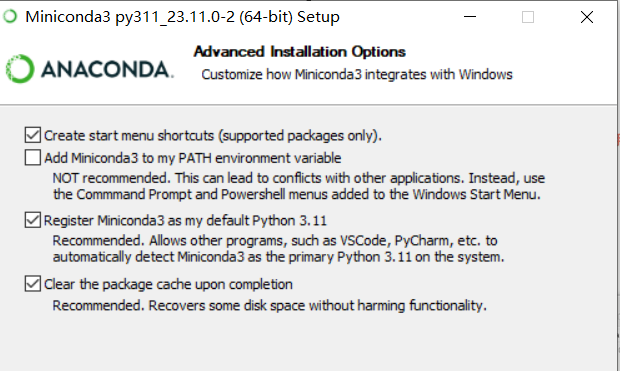 Miniconda3 py311_23.11.0-2 (64-bit) Setup
Advanced Installation Options
Customize how Miniconda3 integrates with Windows
ANACONDA.
Create start menu shortcuts (supported packages only).
Add Miniconda3 to my PATH environment variable
NOT recommended. This can lead to conflicts with other applications. Instead, use
the Commmand Prompt and Powershell menus added to the Windows Start Menu.
Register Miniconda3 as my default Python 3.11
Recommended. Allows other programs, such as VSCode, PyCharm, etc. to
automatically detect Miniconda3 as the primary Python 3.11 on the system.
Clear the package cache upon completion
Recommended. Recovers some disk space without harming functionality.